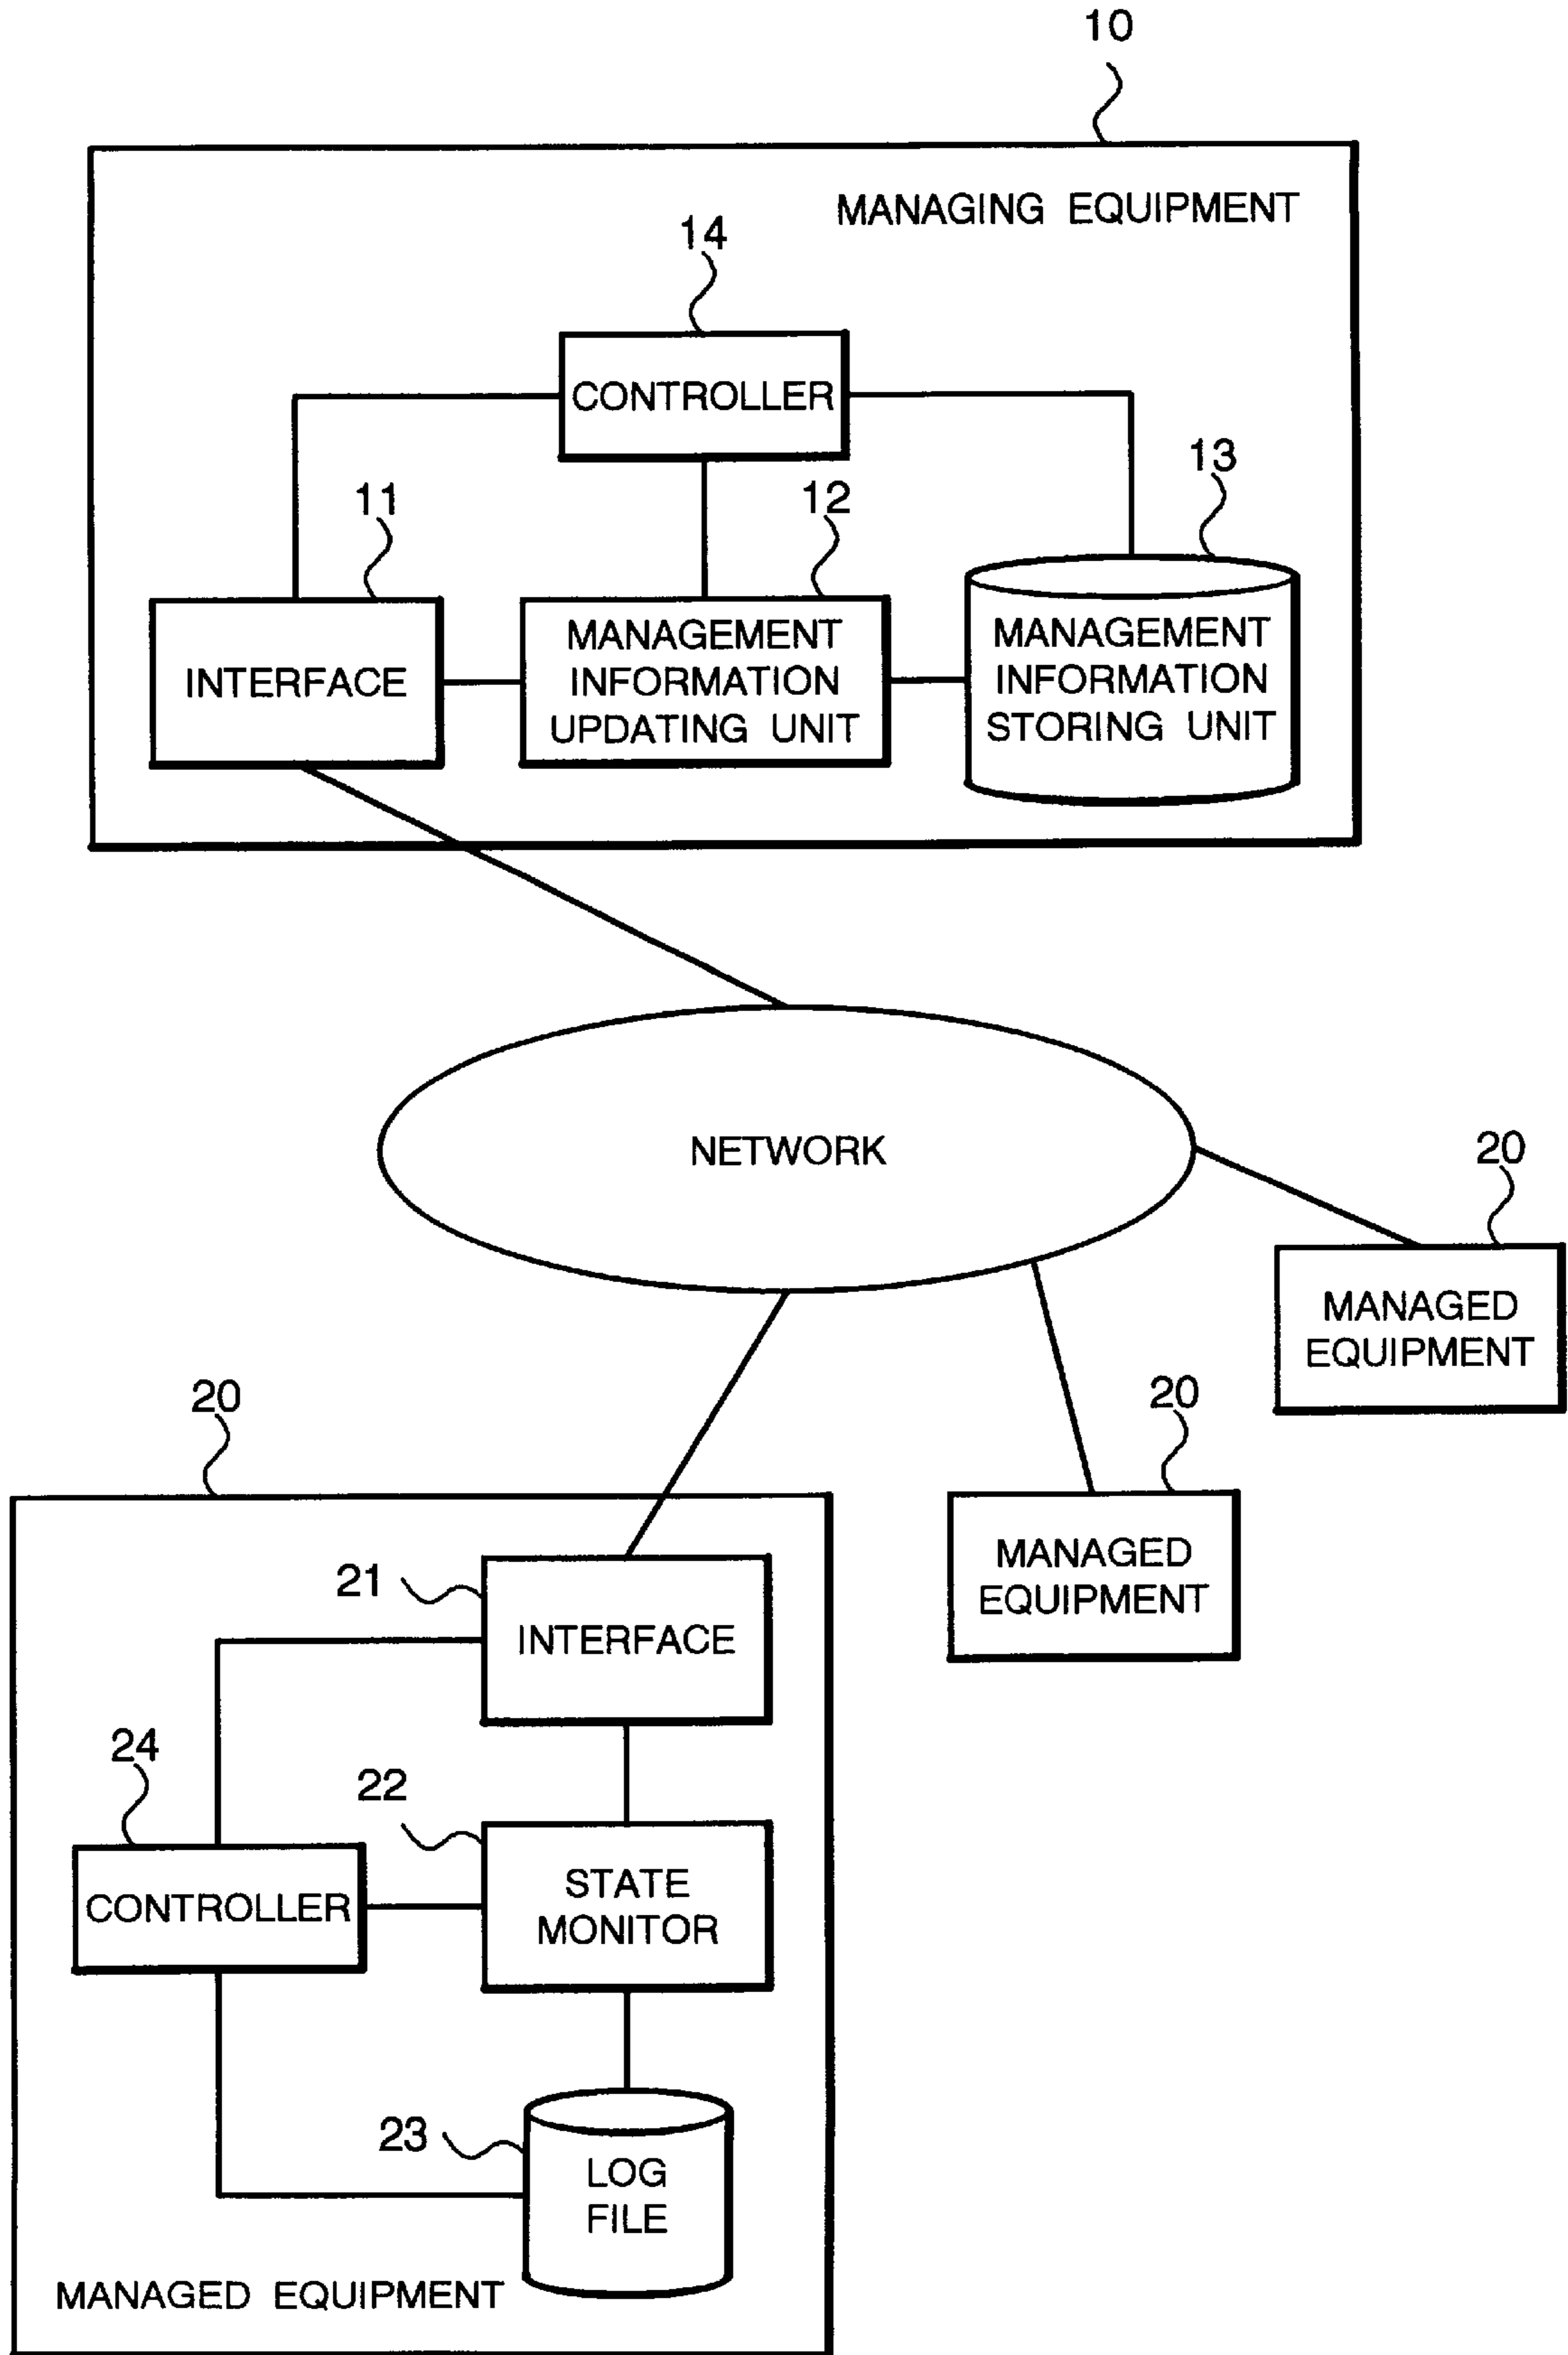 10
MANAGING EQUIPMENT
14
CONTROLLER
13
11
12
INTERFACE
MANAGEMENT
INFORMATION
UPDATING UNIT
MANAGEMENT
INFORMATION
STORING UNIT
NETWORK
20
MANAGED
EQUIPMENT
20
MANAGED
EQUIPMENT
20
21
INTERFACE
24
CONTROLLER
22
STATE
MONITOR
23
LOG
FILE
MANAGED EQUIPMENT